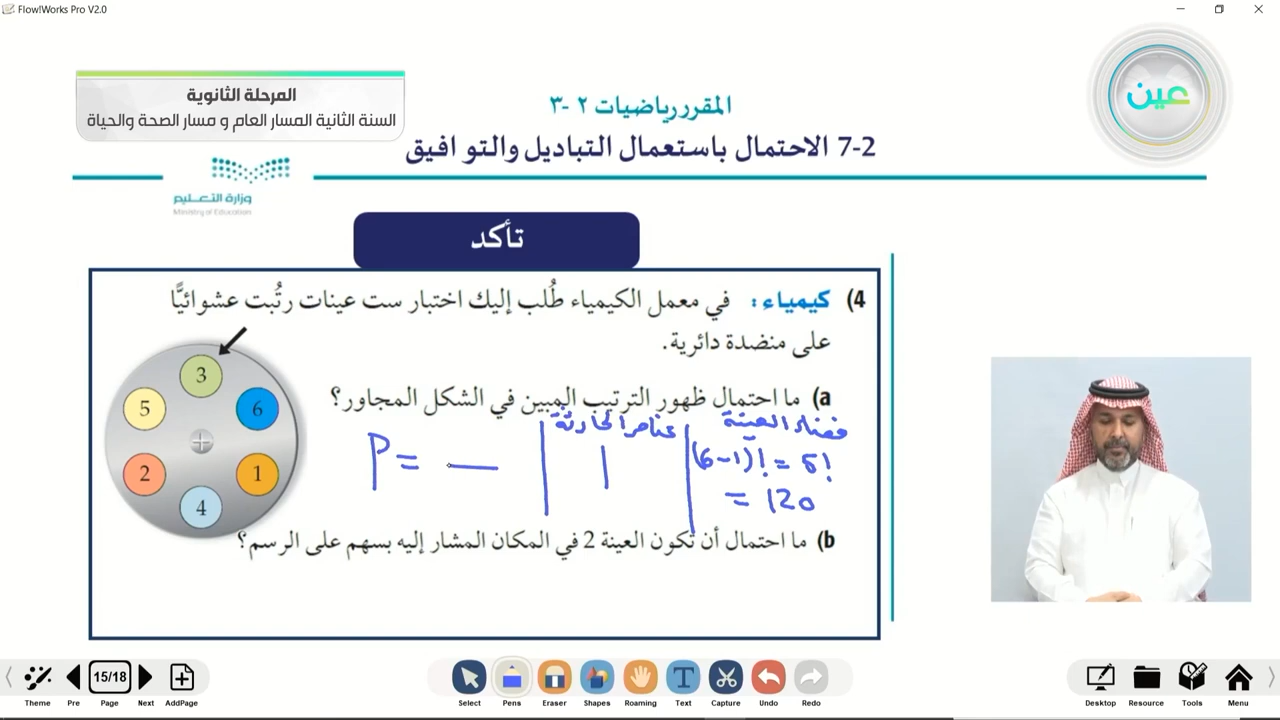 FlowlWorks Pro V2.0
المرحلة الثانوية
السنة الثانية المسار العام و مسار الصحة والحياة
المقرر رياضيات ٢ -٣
7-2 الاحتمال باستعمال التباديل والتوافيق
عين
وزارة التعليم
Ministry of Education
تأكد
4) كيمياء : في معمل الكيمياء طُلب إليك اختبار ست عينات رتُبت عشوائيًّا
على منضدة دائرية.
a) ما احتمال ظهور الترتيب المبين في الشكل المجاور؟
فضاء العينة
عناصر الحادثة
(6-1)! = 5!
= 120
1
P =
b) ما احتمال أن تكون العينة 2 في المكان المشار إليه بسهم على الرسم؟
3
5
6
2
1
4
15/18
Theme
Pre
Page
Next
AddPage
Select
Pens
Eraser
Shapes
Roaming
T
Text
Capture
Undo
Redo
Desktop
Resource
Tools
Menu